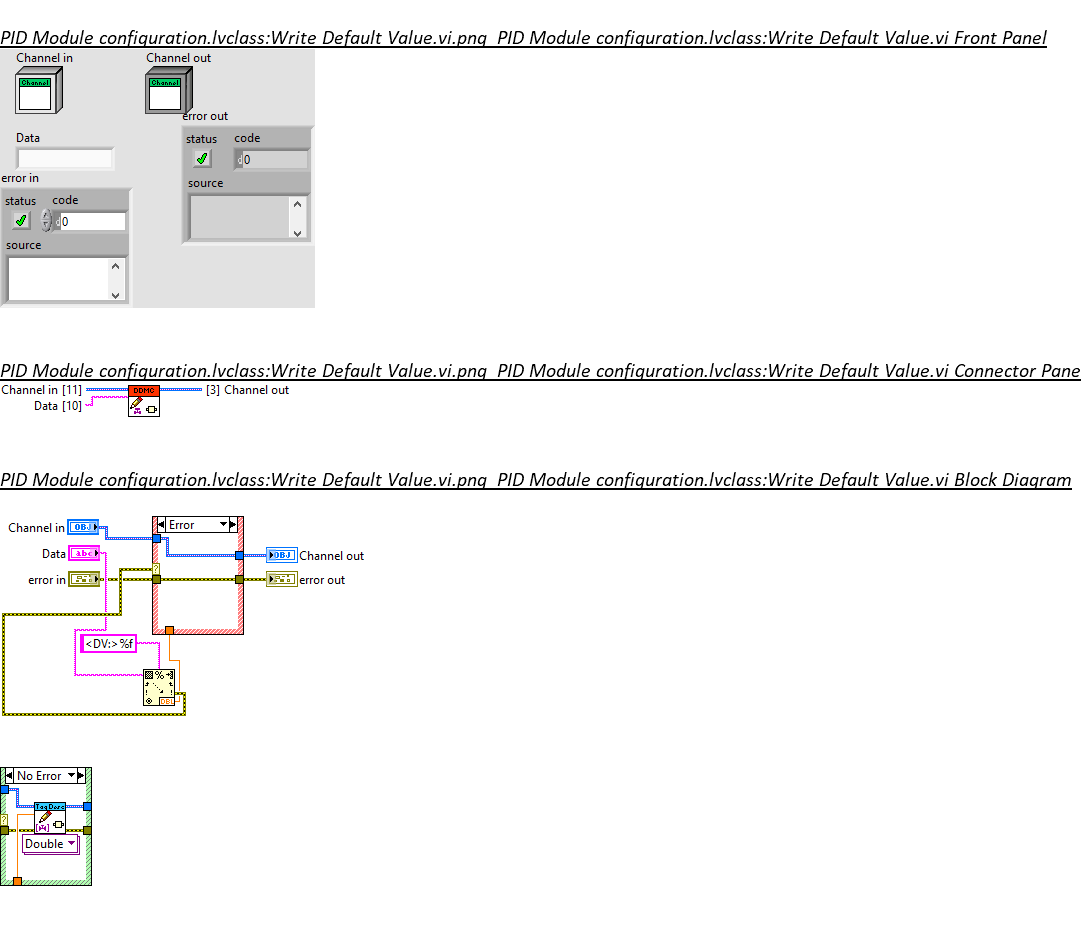 PID Module configuration.lvclass:Write Default Value.vi.png  PID Module configuration.lvclass:Write Default Value.vi Front Panel
Channel in
Channel out
Channel
Channel
error out
Data
status
code
0
source
error in
status
code
0
source
PID Module configuration.lvclass:Write Default Value.vi.png  PID Module configuration.lvclass:Write Default Value.vi Connector Pane
Channel in [11]
[3] Channel out
Data [10]
DDMC
PID Module configuration.lvclass:Write Default Value.vi.png  PID Module configuration.lvclass:Write Default Value.vi Block Diagram
Error
Channel in
OBJ
Data
abc
OBJ
Channel out
error in
?
error out
<DV:> %f
%
DBL
No Error
TagDesc
?
Double